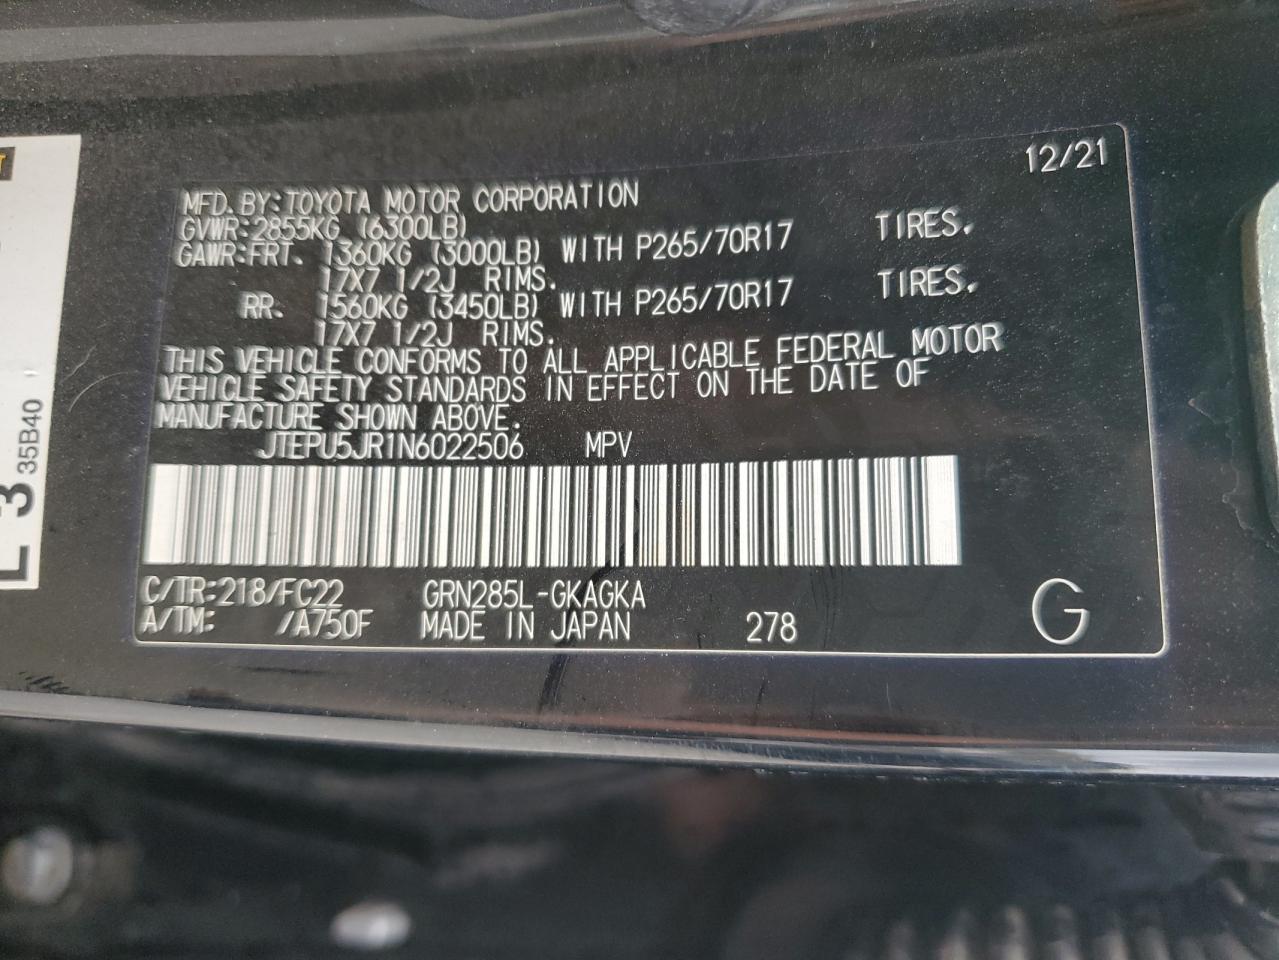 12/21
MFD. BY: TOYOTA MOTOR CORPORATION
GVWR: 2855KG (6300LB)
GAWR: FRT. 1360KG (3000LB) WITH P265/70R17 TIRES,
17X7 1/2J RIMS.
RR. 1560KG (3450LB) WITH P265/70R17 TIRES,
17X7 1/2J RIMS.
THIS VEHICLE CONFORMS TO ALL APPLICABLE FEDERAL MOTOR
VEHICLE SAFETY STANDARDS IN EFFECT ON THE DATE OF
MANUFACTURE SHOWN ABOVE.
JTEPU5JR1N6022506 MPV
C/TR: 218/FC22 GRN285L-GKAGKA
A/TM: /A750F MADE IN JAPAN 278 G
35B40
3